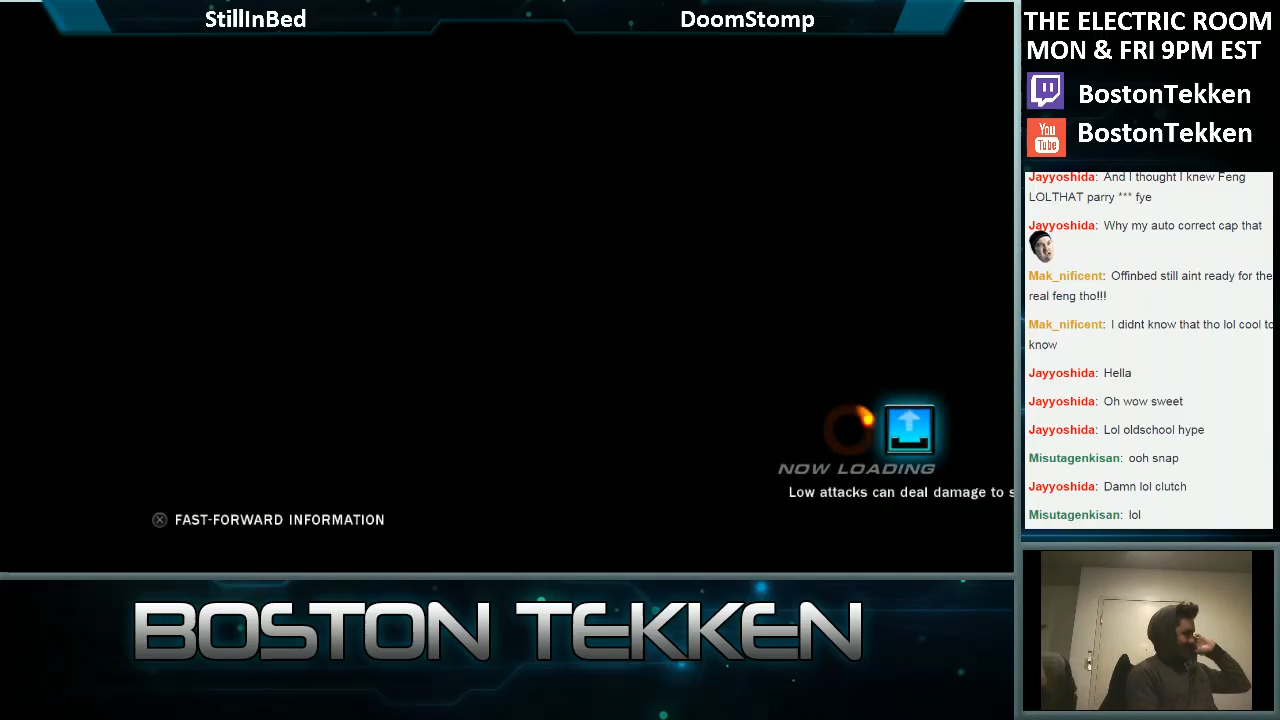 StillInBed
DoomStomp
THE ELECTRIC ROOM
MON & FRI 9PM EST
BostonTekken
You
Tube
BostonTekken
Jayyoshida: And I thought I knew Feng
LOLTHAT parry *** fye
Jayyoshida: Why my auto correct cap that
Mak_nificent: Offinbed still aint ready for the
real feng tho!!!
Mak_nificent: I didnt know that tho lol cool to
know
Jayyoshida: Hella
Jayyoshida: Oh wow sweet
Jayyoshida: Lol oldschool hype
Misutagenkisan: ooh snap
Jayyoshida: Damn lol clutch
Misutagenkisan: lol
NOW LOADING
Low attacks can deal damage to s
FAST-FORWARD INFORMATION
BOSTON TEKKEN